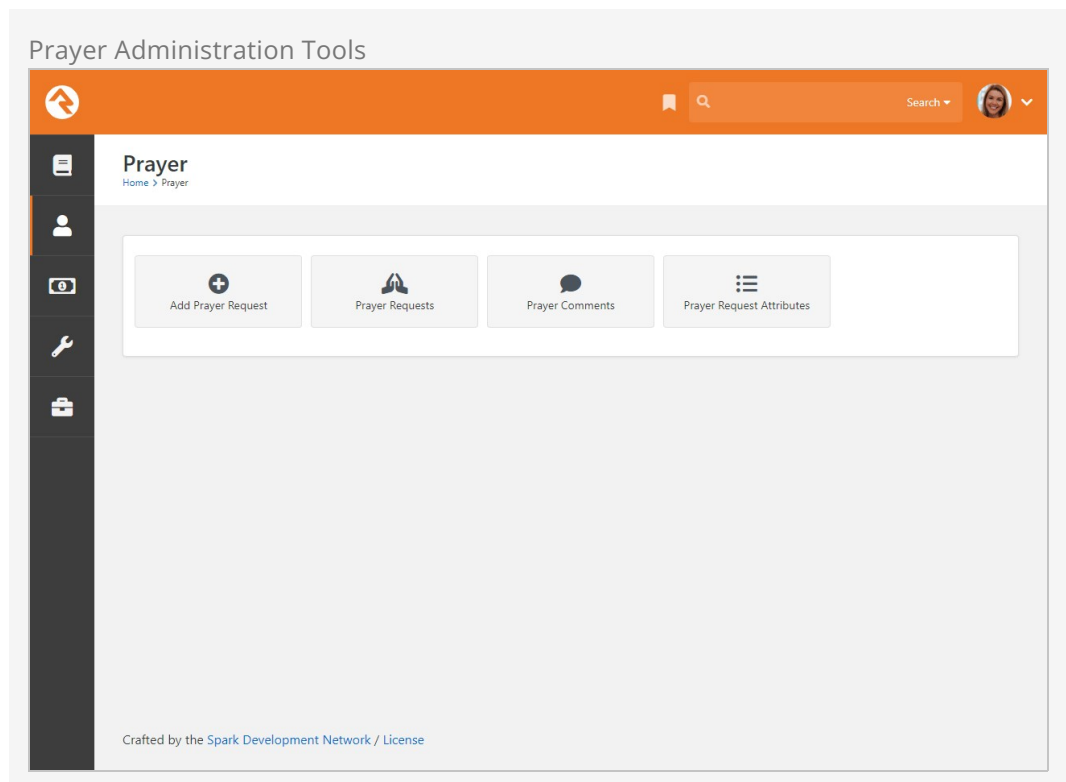 Prayer Administration Tools
Search
Prayer
Home > Prayer
Add Prayer Request
Prayer Requests
Prayer Comments
Prayer Request Attributes
Crafted by the Spark Development Network / License